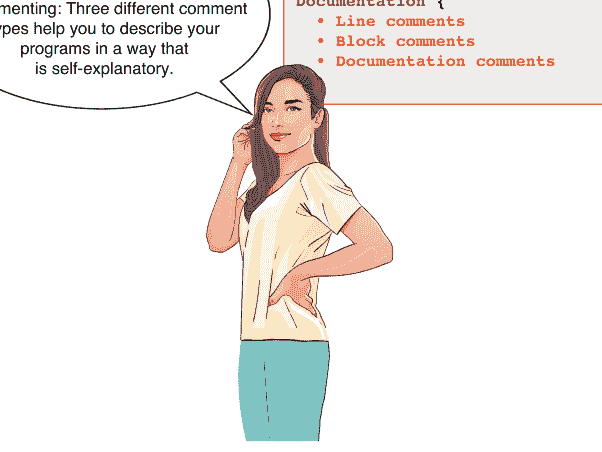 menting: Three different comment
ypes help you to describe your
programs in a way that
is self-explanatory.
Documentation {
• Line comments
• Block comments
• Documentation comments